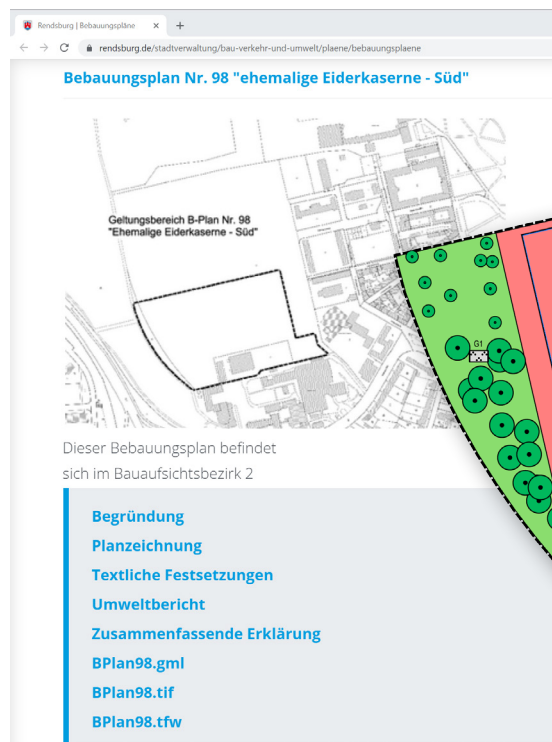 Rendsburg | Bebauungspläne
rendsburg.de/stadtverwaltung/bau-verkehr-und-umwelt/plaene/bebauungsplaene
Bebauungsplan Nr. 98 "ehemalige Eiderkaserne - Süd"
Geltungsbereich B-Plan Nr. 98
"Ehemalige Eiderkaserne - Süd"
G1
Dieser Bebauungsplan befindet
sich im Bauaufsichtsbezirk 2
Begründung
Planzeichnung
Textliche Festsetzungen
Umweltbericht
Zusammenfassende Erklärung
BPlan98.gml
BPlan98.tif
BPlan98.tfw